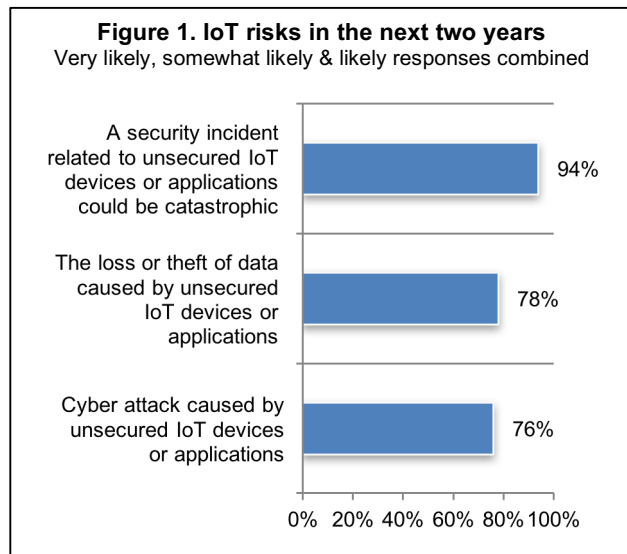 Figure 1. IoT risks in the next two years
Very likely, somewhat likely & likely responses combined
A security incident
related to unsecured IoT
devices or applications
could be catastrophic
94%
The loss or theft of data
caused by unsecured
IoT devices or
applications
78%
Cyber attack caused by
unsecured IoT devices
or applications
76%
0% 20% 40% 60% 80% 100%